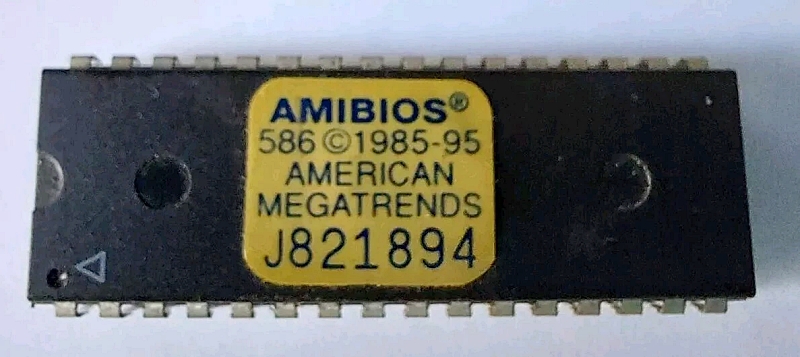 AMIBIOS®
586 ©1985-95
AMERICAN
MEGATRENDS
J821894